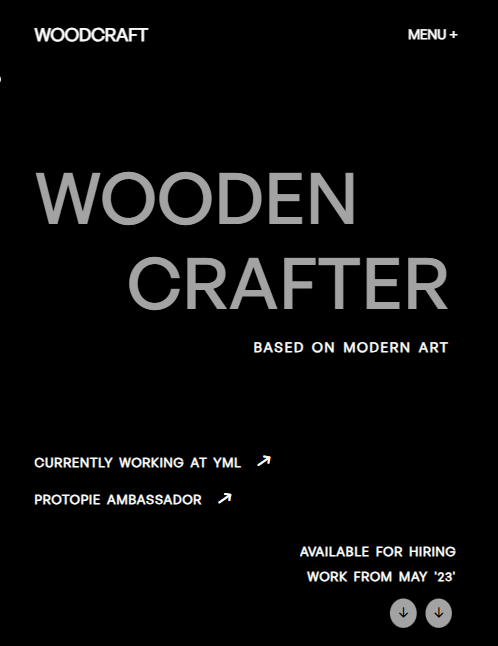 WOODCRAFT
MENU +
WOODEN
CRAFTER
BASED ON MODERN ART
CURRENTLY WORKING AT YML
PROTOPIE AMBASSADOR
AVAILABLE FOR HIRING
WORK FROM MAY '23'